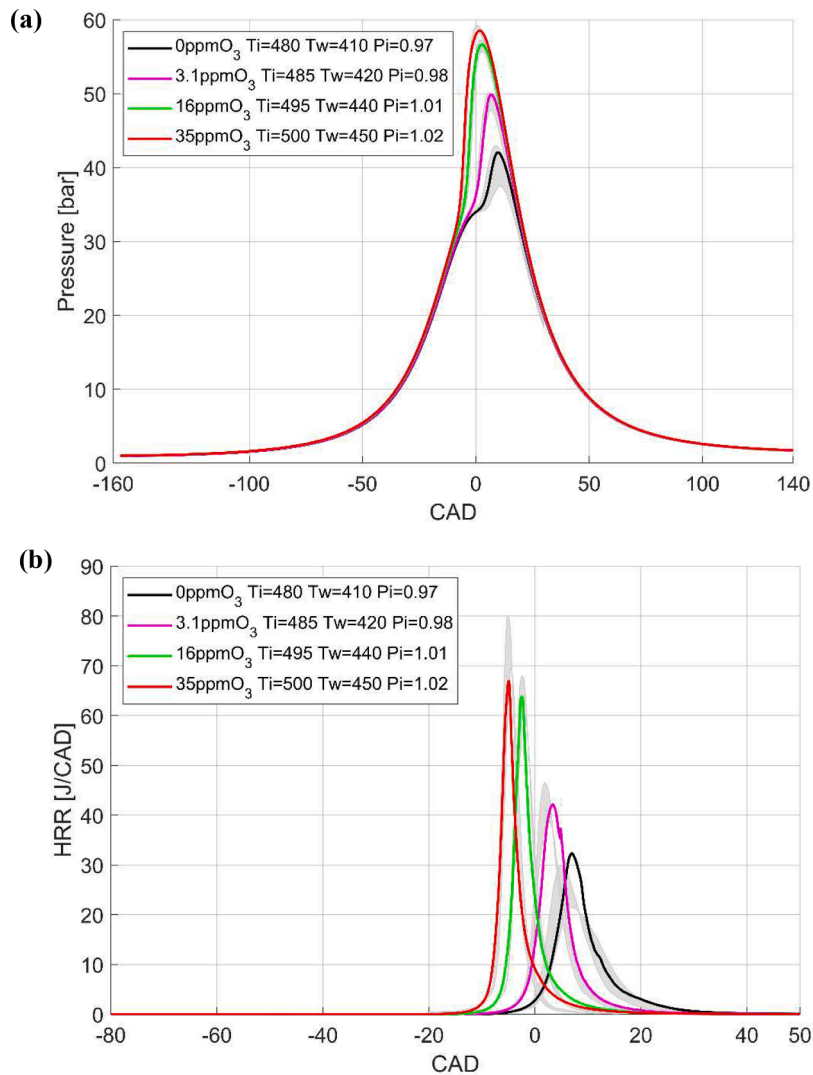 (a)
60
50
40
30
20
10
0
Pressure [bar]
0ppmO3 Ti=480 Tw=410 Pi=0.97
3.1ppmO3 Ti=485 Tw=420 Pi=0.98
16ppmO3 Ti=495 Tw=440 Pi=1.01
35ppmO3 Ti=500 Tw=450 Pi=1.02
-160 -100 -50 0 50 100 140
CAD
(b)
90
80
70
60
50
40
30
20
10
0
HRR [J/CAD]
0ppmO3 Ti=480 Tw=410 Pi=0.97
3.1ppmO3 Ti=485 Tw=420 Pi=0.98
16ppmO3 Ti=495 Tw=440 Pi=1.01
35ppmO3 Ti=500 Tw=450 Pi=1.02
-80 -60 -40 -20 0 20 40 50
CAD